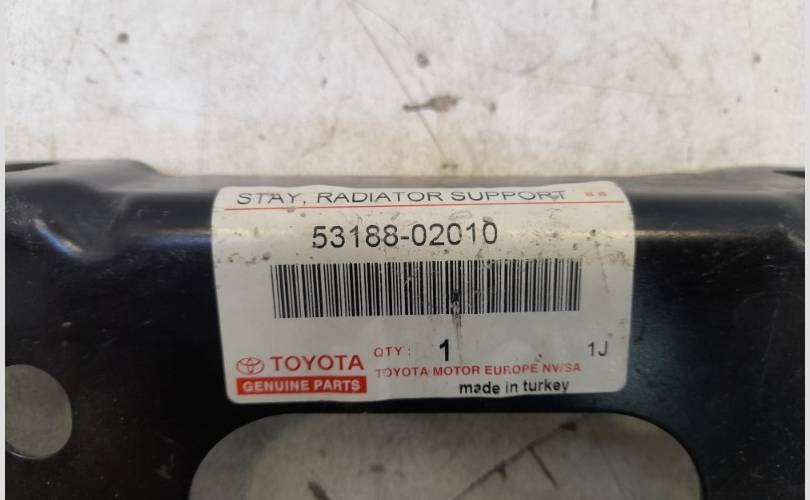 STAY, RADIATOR SUPPORT
53188-02010
QTY: 1 1J
TOYOTA
TOYOTA MOTOR EUROPE NV/SA
GENUINE PARTS
made in turkey